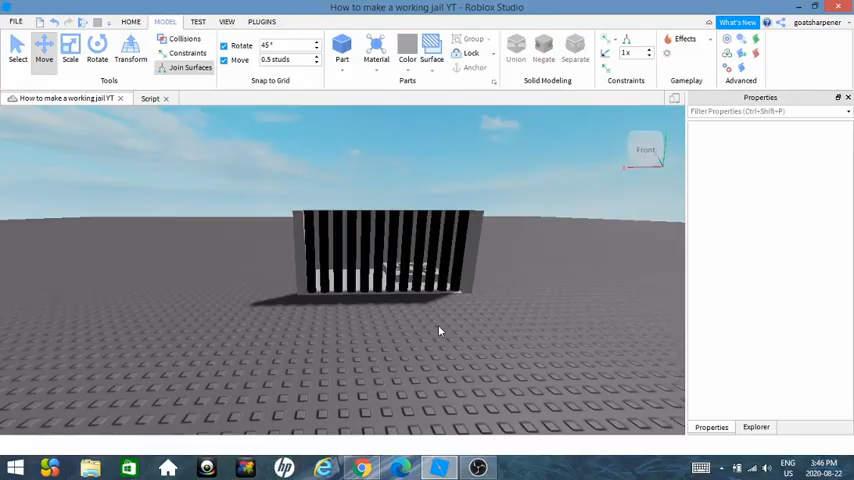 How to make a working jail YT - Roblox Studio
FILE HOME MODEL TEST VIEW PLUGINS What's New goatsharpener
Select Move Scale Rotate Transform
Collisions
Constraints
Join Surfaces
Tools
Rotate 45°
Move 0.5 studs
Snap to Grid
Part Material Color Surface
Group
Lock
Anchor
Parts
Union Negate Separate
Solid Modeling
1x
Constraints
Effects
Gameplay
Advanced
How to make a working jail YT Script
Properties
Filter Properties (Ctrl+Shift+P)
Front
Properties Explorer
ENG
US
3:46 PM
2020-08-22